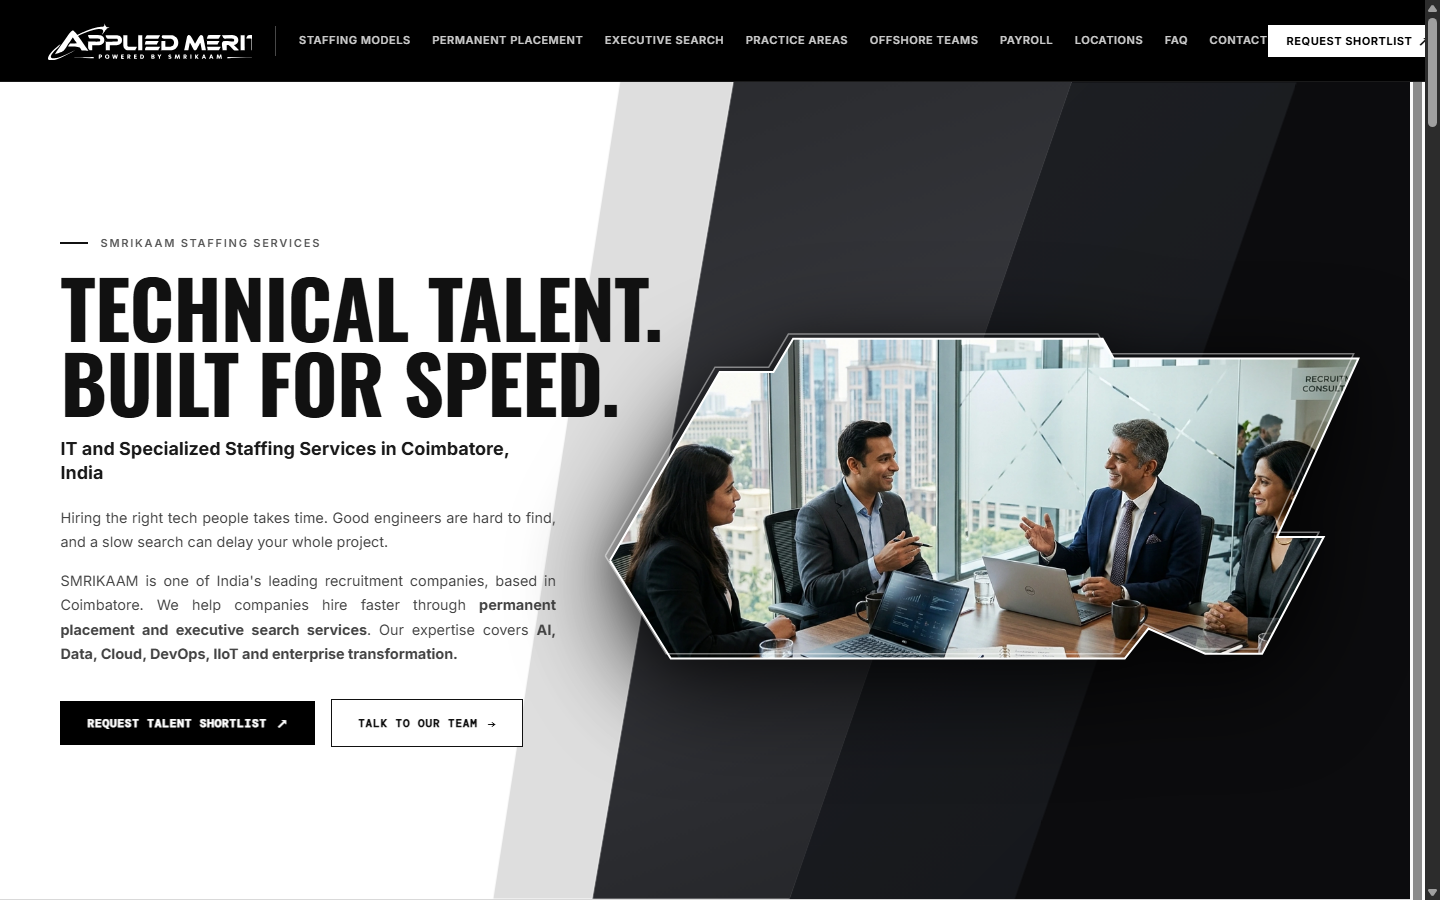 APPLIED MERIT
POWERED BY SMRIKAAM
STAFFING MODELS
PERMANENT PLACEMENT
EXECUTIVE SEARCH
PRACTICE AREAS
OFFSHORE TEAMS
PAYROLL
LOCATIONS
FAQ
CONTACT
REQUEST SHORTLIST ↗
SMRIKAAM STAFFING SERVICES
TECHNICAL TALENT.
BUILT FOR SPEED.
IT and Specialized Staffing Services in Coimbatore,
India
Hiring the right tech people takes time. Good engineers are hard to find,
and a slow search can delay your whole project.
SMRIKAAM is one of India's leading recruitment companies, based in
Coimbatore. We help companies hire faster through permanent
placement and executive search services. Our expertise covers AI,
Data, Cloud, DevOps, IIoT and enterprise transformation.
REQUEST TALENT SHORTLIST ↗
TALK TO OUR TEAM →